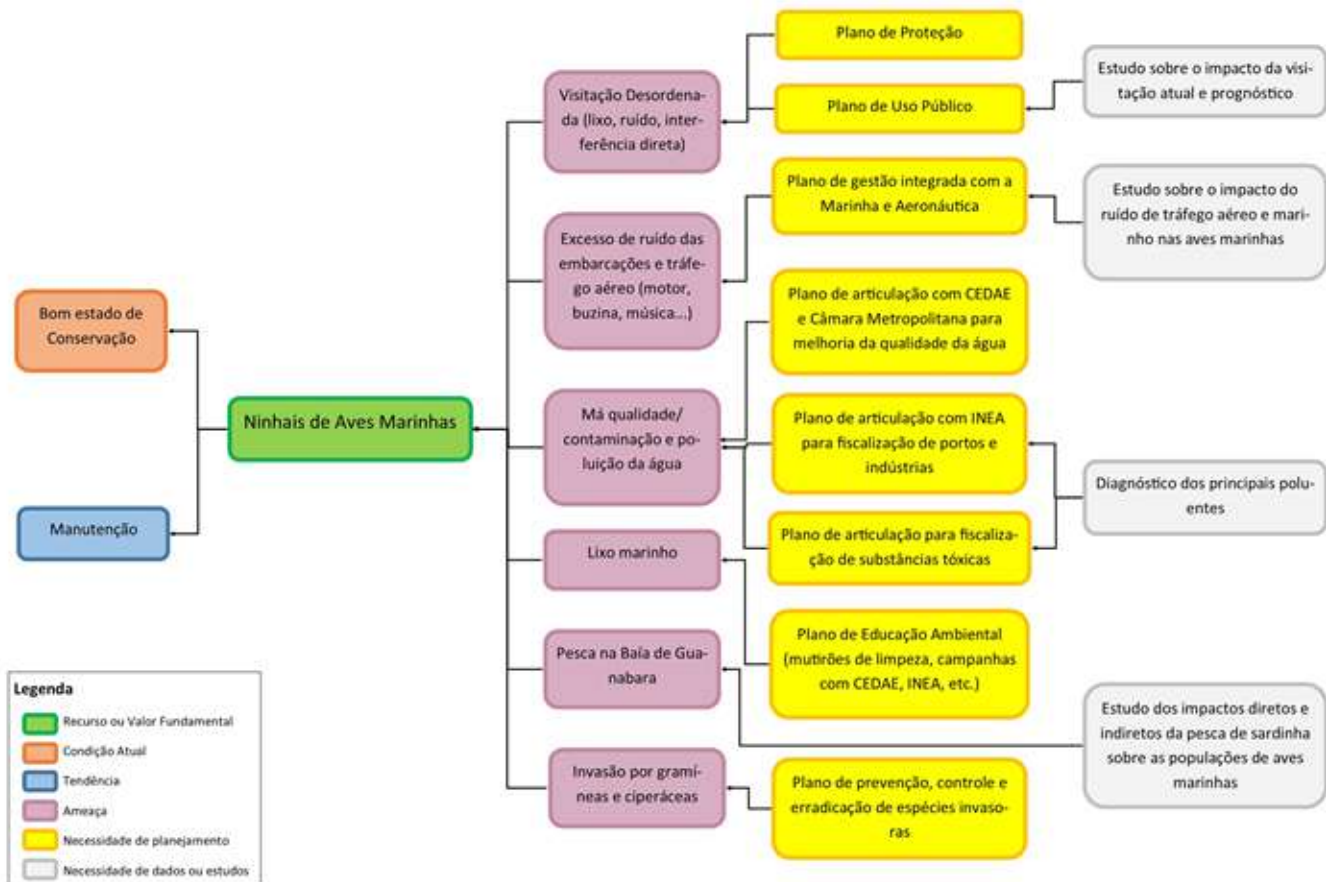 Bom estado de
Conservação
Manutenção
Ninhais de Aves Marinhas
Visitação Desordena-
da (lixo, ruído, inter-
ferência direta)
Excesso de ruído das
embarcações e tráfe-
go aéreo (motor,
buzina, música...)
Má qualidade/
contaminação e po-
luição da água
Lixo marinho
Pesca na Baía de Gua-
nabara
Invasão por gramí-
neas e ciperáceas
Plano de Proteção
Plano de Uso Público
Plano de gestão integrada com a
Marinha e Aeronáutica
Plano de articulação com CEDAE
e Câmara Metropolitana para
melhoria da qualidade da água
Plano de articulação com INEA
para fiscalização de portos e
indústrias
Plano de articulação para fiscaliza-
ção de substâncias tóxicas
Plano de Educação Ambiental
(mutirões de limpeza, campanhas
com CEDAE, INEA, etc.)
Plano de prevenção, controle e
erradicação de espécies invaso-
ras
Estudo sobre o impacto da visi-
tação atual e prognóstico
Estudo sobre o impacto do
ruído de tráfego aéreo e mari-
nho nas aves marinhas
Diagnóstico dos principais polu-
entes
Estudo dos impactos diretos e
indiretos da pesca de sardinha
sobre as populações de aves
marinhas
Legenda
Recurso ou Valor Fundamental
Condição Atual
Tendência
Ameaça
Necessidade de planejamento
Necessidade de dados ou estudos